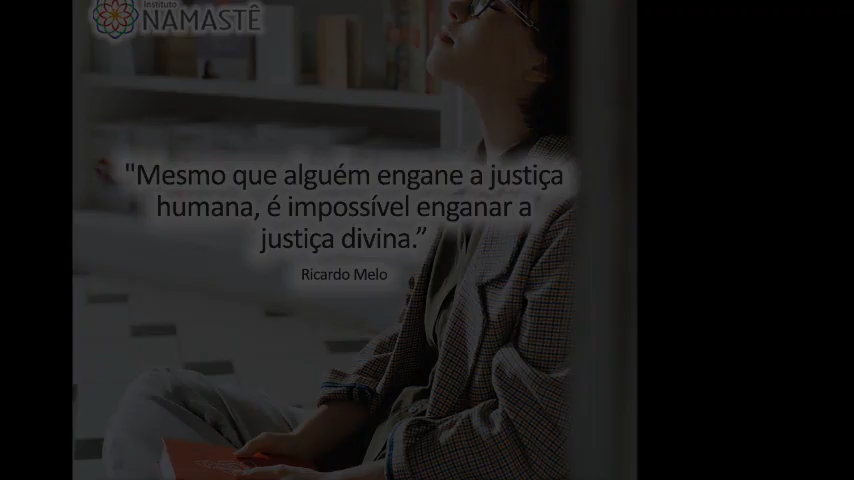 Instituto
NAMASTÊ
"Mesmo que alguém engane a justiça
humana, é impossível enganar a
justiça divina.”
Ricardo Melo